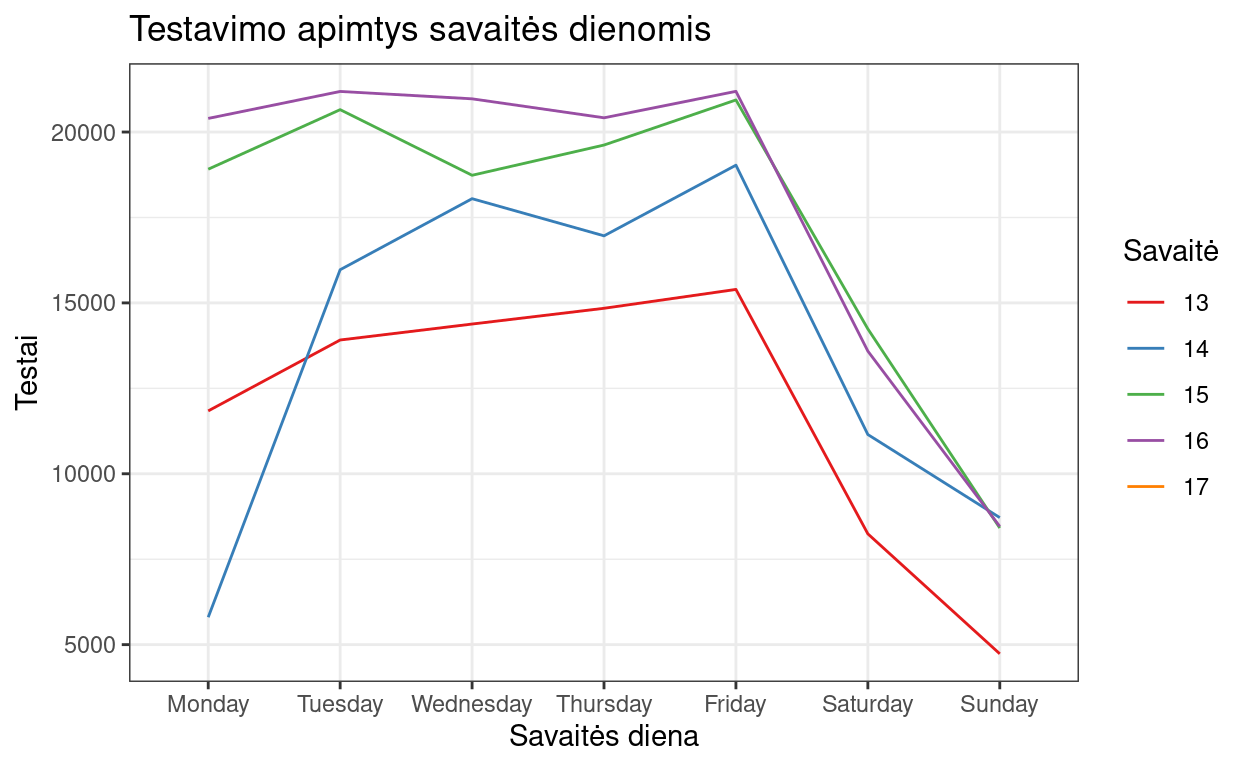 Testavimo apimtys savaitės dienomis
Testai
20000
15000
10000
5000
Monday Tuesday Wednesday Thursday Friday Saturday Sunday
Savaitės diena
Savaitė
13
14
15
16
17